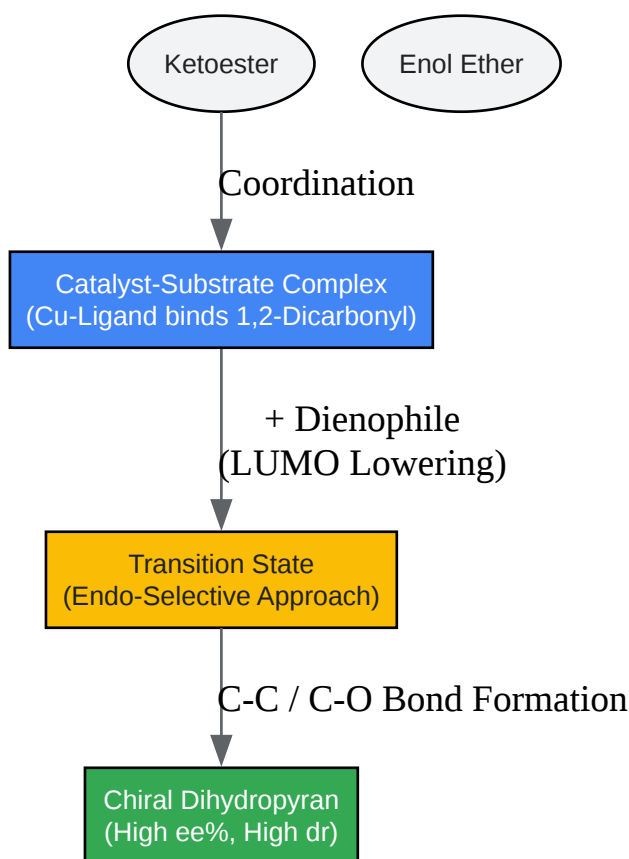 Ketoester
Enol Ether
Coordination
Catalyst-Substrate Complex
(Cu-Ligand binds 1,2-Dicarbonyl)
+ Dienophile
(LUMO Lowering)
Transition State
(Endo-Selective Approach)
C-C / C-O Bond Formation
Chiral Dihydropyran
(High ee%, High dr)